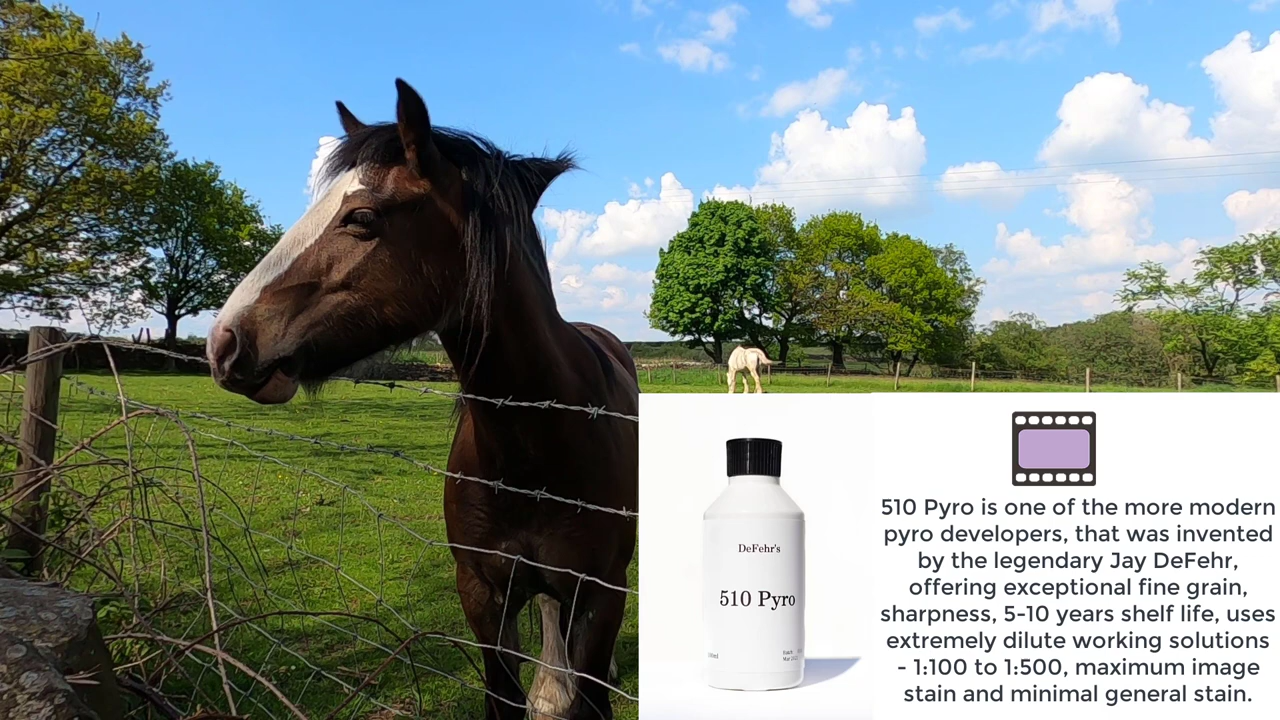 DeFehr's
510 Pyro
510 Pyro is one of the more modern
pyro developers, that was invented
by the legendary Jay DeFehr,
offering exceptional fine grain,
sharpness, 5-10 years shelf life, uses
extremely dilute working solutions
- 1:100 to 1:500, maximum image
stain and minimal general stain.